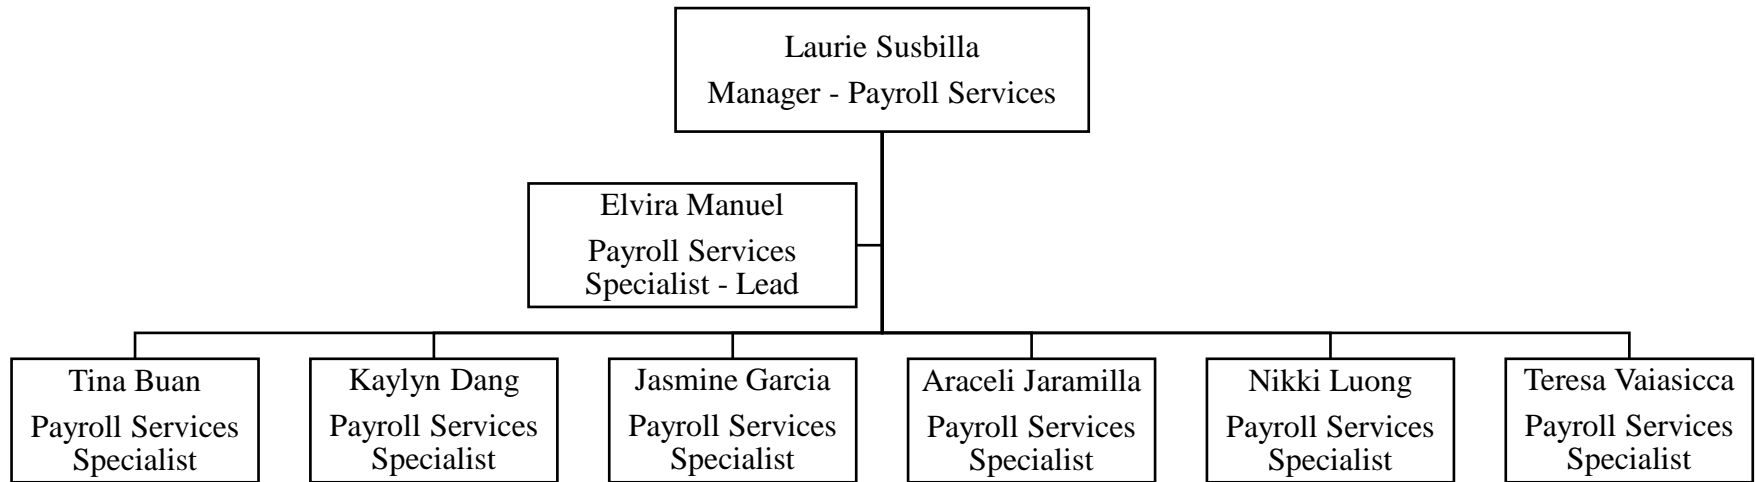 Laurie Susbilla
Manager - Payroll Services
Elvira Manuel
Payroll Services
Specialist - Lead
Tina Buan
Payroll Services
Specialist
Kaylyn Dang
Payroll Services
Specialist
Jasmine Garcia
Payroll Services
Specialist
Araceli Jaramilla
Payroll Services
Specialist
Nikki Luong
Payroll Services
Specialist
Teresa Vaiasicca
Payroll Services
Specialist